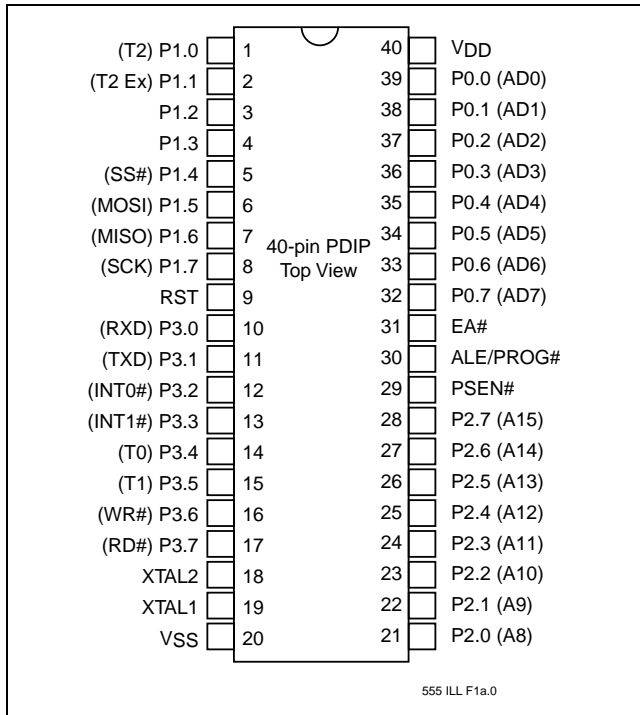 (T2) P1.0 1 40 VDD
(T2 Ex) P1.1 2 39 P0.0 (AD0)
P1.2 3 38 P0.1 (AD1)
P1.3 4 37 P0.2 (AD2)
(SS#) P1.4 5 36 P0.3 (AD3)
(MOSI) P1.5 6 35 P0.4 (AD4)
(MISO) P1.6 7 34 P0.5 (AD5)
40-pin PDIP
(SCK) P1.7 8 33 P0.6 (AD6)
Top View
RST 9 32 P0.7 (AD7)
(RXD) P3.0 10 31 EA#
(TXD) P3.1 11 30 ALE/PROG#
(INT0#) P3.2 12 29 PSEN#
(INT1#) P3.3 13 28 P2.7 (A15)
(T0) P3.4 14 27 P2.6 (A14)
(T1) P3.5 15 26 P2.5 (A13)
(WR#) P3.6 16 25 P2.4 (A12)
(RD#) P3.7 17 24 P2.3 (A11)
XTAL2 18 23 P2.2 (A10)
XTAL1 19 22 P2.1 (A9)
VSS 20 21 P2.0 (A8)
555 ILL F1a.0